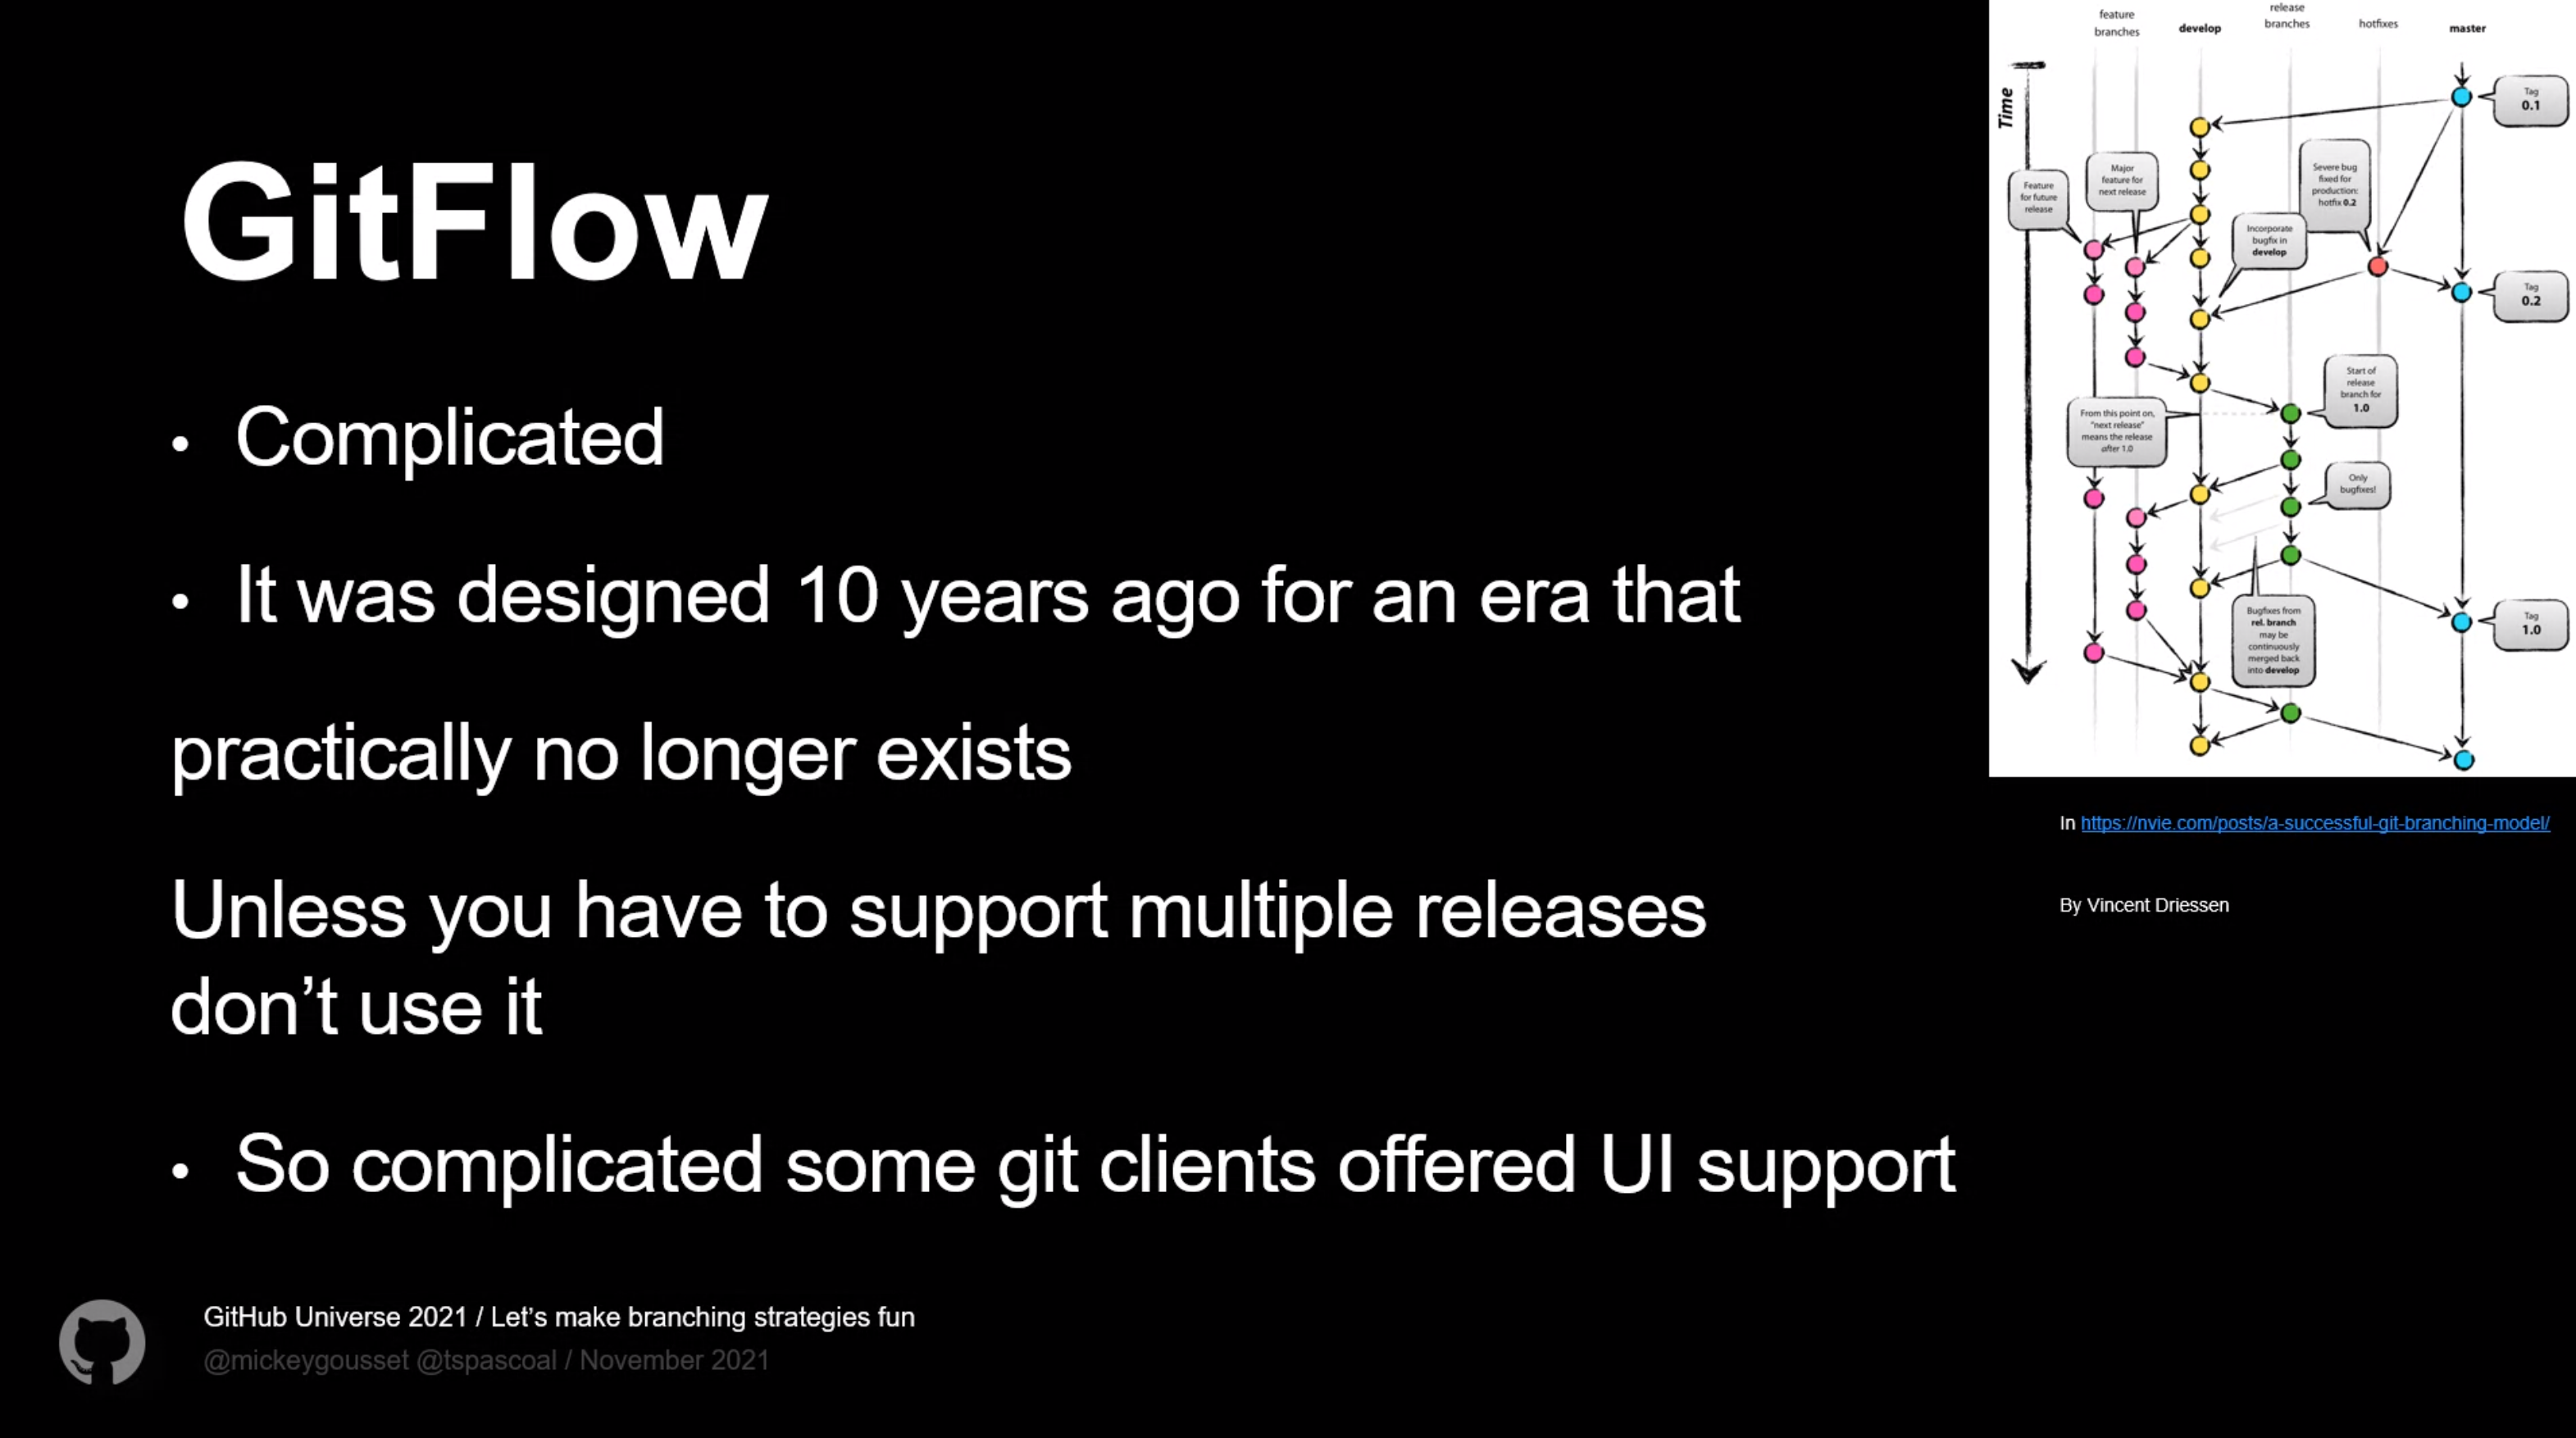 GitFlow
• Complicated
• It was designed 10 years ago for an era that
practically no longer exists
Unless you have to support multiple releases
don’t use it
• So complicated some git clients offered UI support
GitHub Universe 2021 / Let’s make branching strategies fun
@mickeygousset @tspascoal / November 2021
feature
branches
develop
release
branches
hotfixes
master
Time
Tag
0.1
Major
feature for
next release
Feature
for future
release
Severe bug
fixed for
production:
hotfix 0.2
Incorporate
bugfix in
develop
Tag
0.2
Start of
release
branch for
1.0
From this point on,
“next release”
means the release
after 1.0
Only
bugfixes!
Bugfixes from
rel. branch
may be
continuously
merged back
into develop
Tag
1.0
In https://nvie.com/posts/a-successful-git-branching-model/
By Vincent Driessen